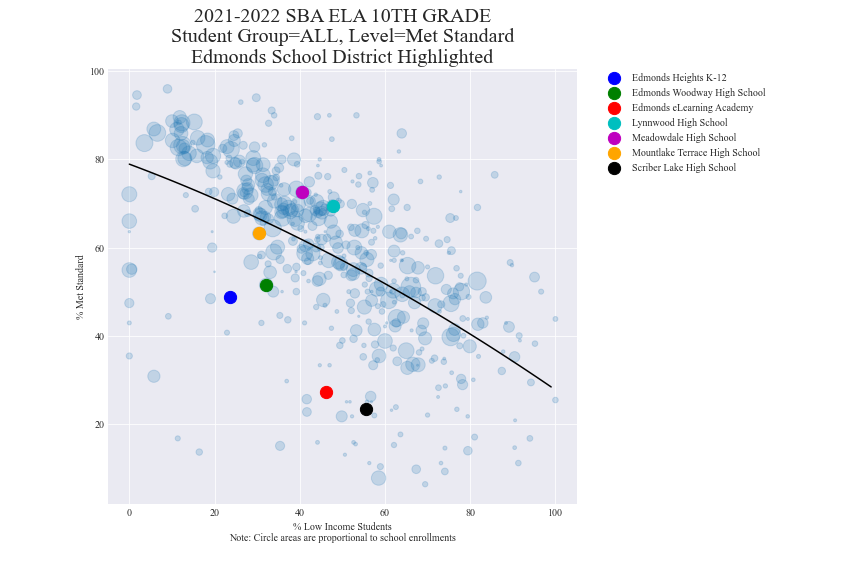 2021-2022 SBA ELA 10TH GRADE
Student Group=ALL, Level=Met Standard
Edmonds School District Highlighted
Edmonds Heights K-12
Edmonds Woodway High School
Edmonds eLearning Academy
Lynnwood High School
Meadowdale High School
Mountlake Terrace High School
Scriber Lake High School
% Met Standard
100
80
60
40
20
0 20 40 60 80 100
% Low Income Students
Note: Circle areas are proportional to school enrollments